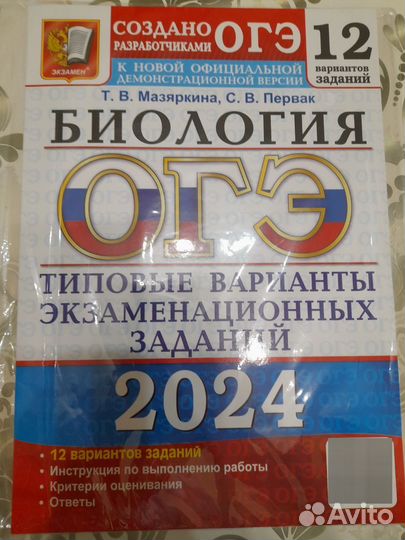 СОЗДАНО
РАЗРАБОТЧИКАМИ ОГЭ
К НОВОЙ ОФИЦИАЛЬНОЙ
ДЕМОНСТРАЦИОННОЙ ВЕРСИИ
12
вариантов
заданий
ЭКЗАМЕН
Т. В. Мазяркина, С. В. Первак
БИОЛОГИЯ
ОГЭ
ТИПОВЫЕ ВАРИАНТЫ
ЭКЗАМЕНАЦИОННЫХ
ЗАДАНИЙ
2024
• 12 вариантов заданий
• Инструкция по выполнению работы
• Критерии оценивания
• Ответы
Avito